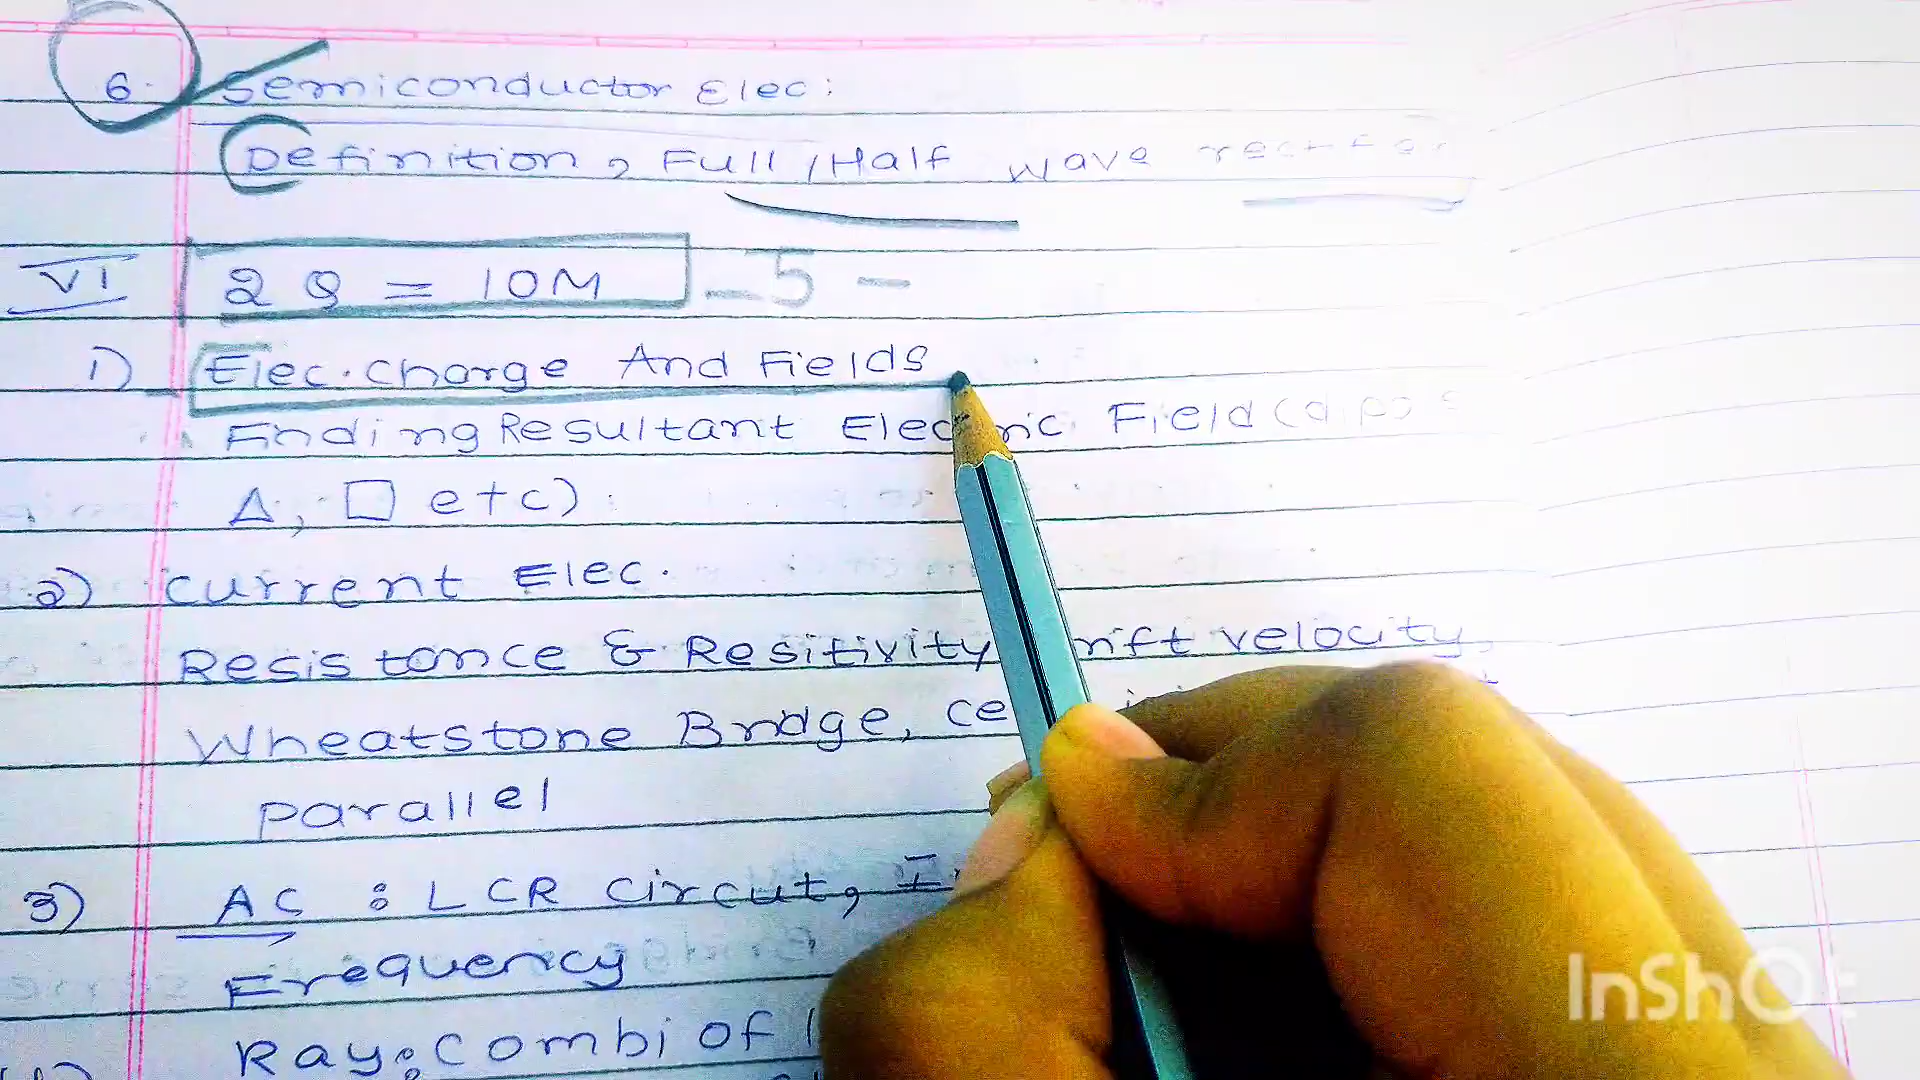 6. Semiconductor Elec:
Definition, Full/Half wave
VI 2 Q = 10M - 5 -
1) Elec. charge And Fields
Finding Resultant Electric Field (
△, □ etc)
2) current Elec.
Resistance & Resitivity rift velocity,
Wheatstone Bridge, ce
parallel
3) AC : LCR circut,
Frequency
Ray: combi of
InShOt